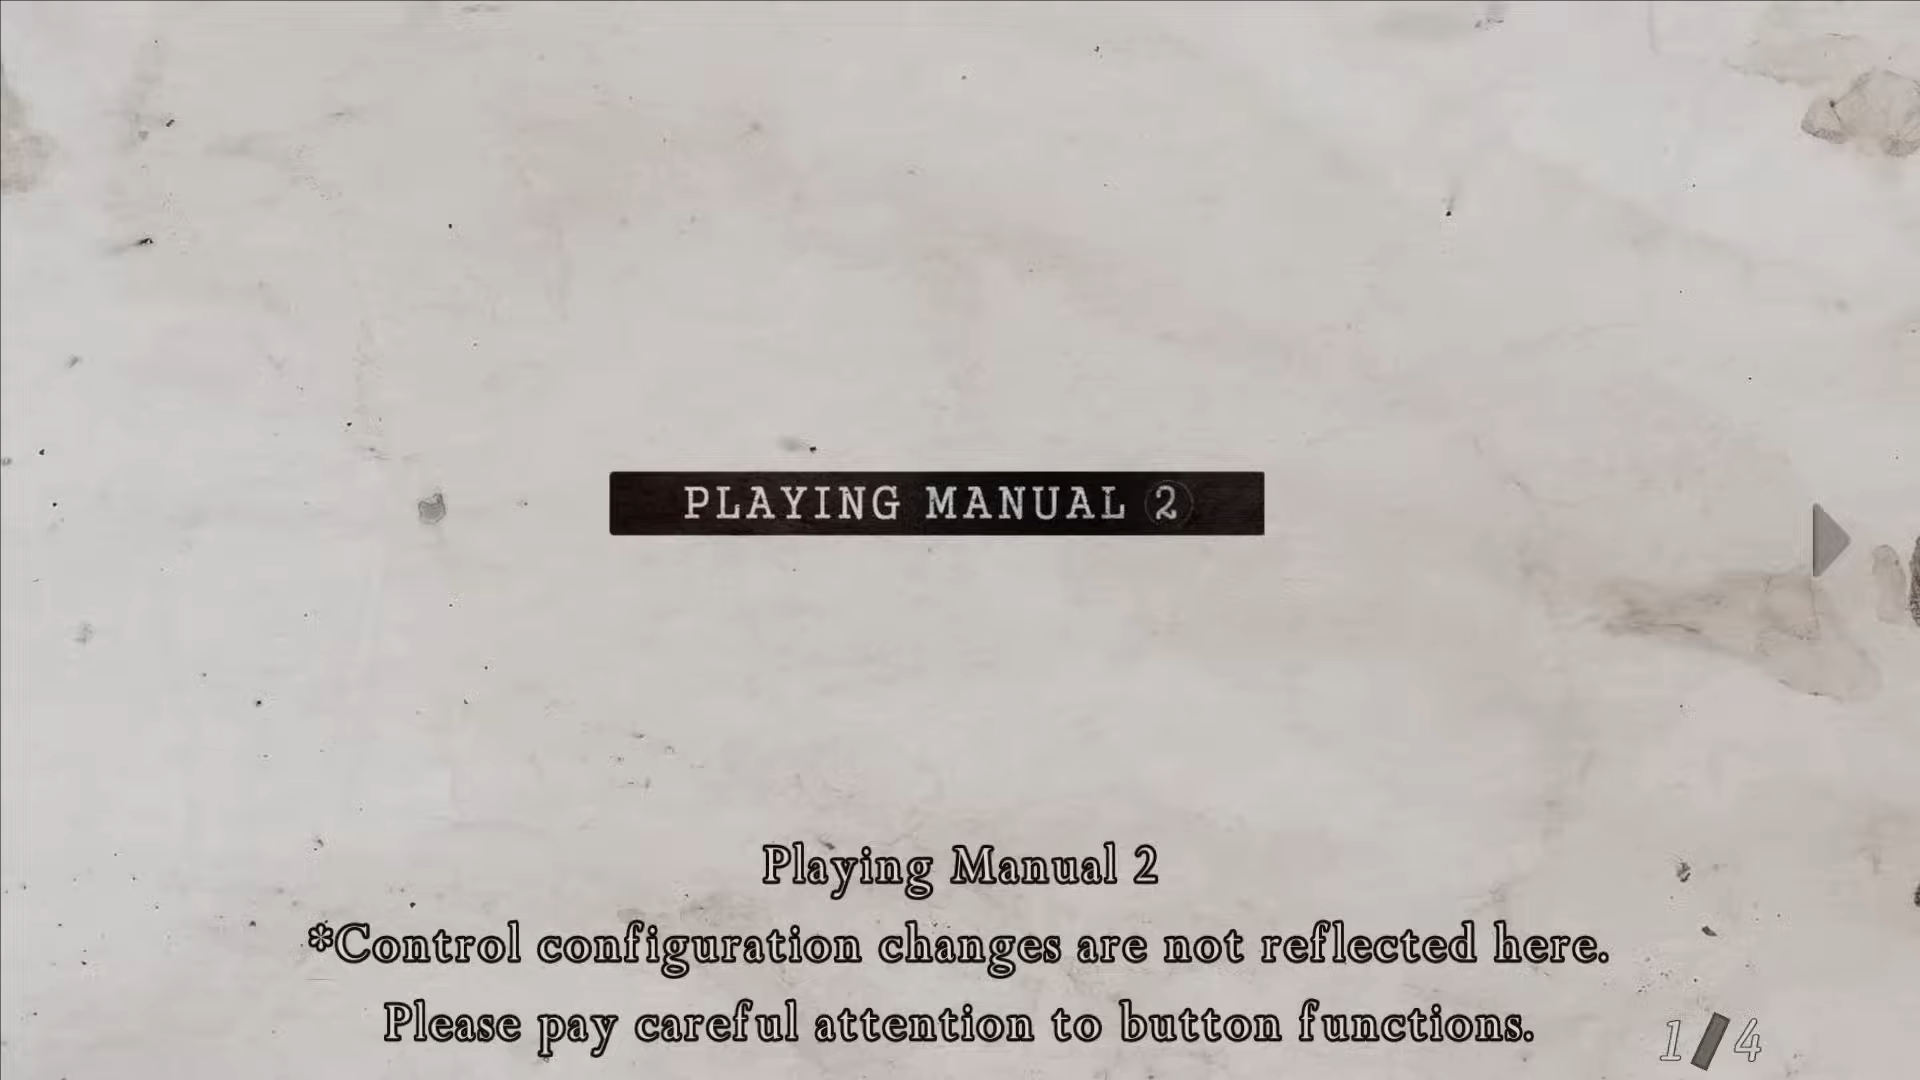 PLAYING MANUAL 2
Playing Manual 2
*Control configuration changes are not reflected here.
Please pay careful attention to button functions.
1/4